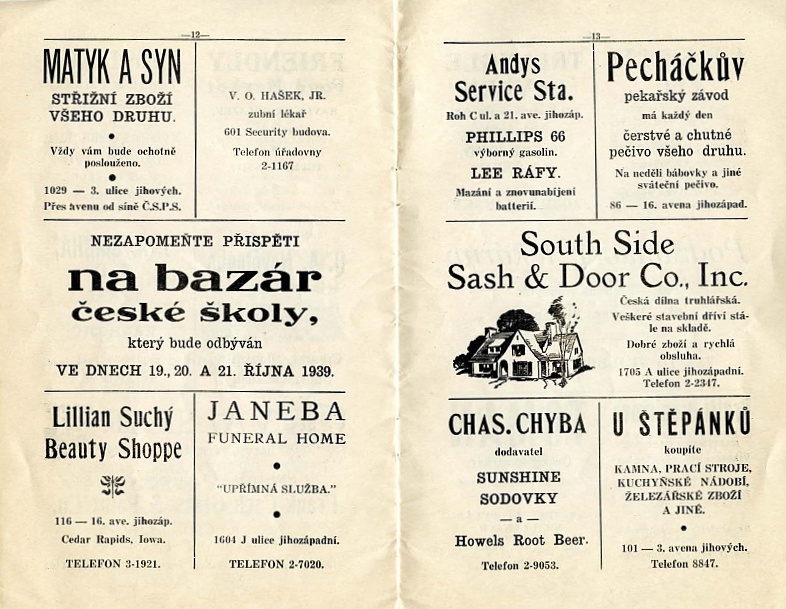 —12—
MATYK A SYN
STŘIŽNÍ ZBOŽÍ
VŠEHO DRUHU.
Vždy vám bude ochotně
poslouženo.
1029 — 3. ulice jihových.
Přes avenu od síně Č.S.P.S.
V. O. HAŠEK, JR.
zubní lékař
601 Security budova.
Telefon úřadovny
2-1167
NEZAPOMEŇTE PŘISPĚTI
na bazár
české školy,
který bude odbýván
VE DNECH 19., 20. A 21. ŘÍJNA 1939.
Lillian Suchý
Beauty Shoppe
116 — 16. ave. jihozáp.
Cedar Rapids, Iowa.
TELEFON 3-1921.
JANEBA
FUNERAL HOME
“UPŘÍMNÁ SLUŽBA.”
1604 J ulice jihozápadní.
TELEFON 2-7020.
—13—
Andys
Service Sta.
Roh C ul. a 21. ave. jihozáp.
PHILLIPS 66
výborný gasolin.
LEE RÁFY.
Mazání a znovunabíjení
batterií.
Pecháčkův
pekařský závod
má každý den
čerstvé a chutné
pečivo všeho druhu.
Na neděli bábovky a jiné
sváteční pečivo.
86 — 16. avena jihozápad.
South Side
Sash & Door Co., Inc.
Česká dílna truhlářská.
Veškeré stavební dříví stá-
le na skladě.
Dobré zboží a rychlá
obsluha.
1705 A ulice jihozápadní.
Telefon 2-2347.
CHAS. CHYBA
dodavatel
SUNSHINE
SODOVKY
— a —
Howels Root Beer.
Telefon 2-9053.
U ŠTĚPÁNKŮ
koupíte
KAMNA, PRACÍ STROJE,
KUCHYŇSKÉ NÁDOBÍ,
ŽELEZÁŘSKÉ ZBOŽÍ
A JINÉ.
101 — 3. avena jihových.
Telefon 8847.